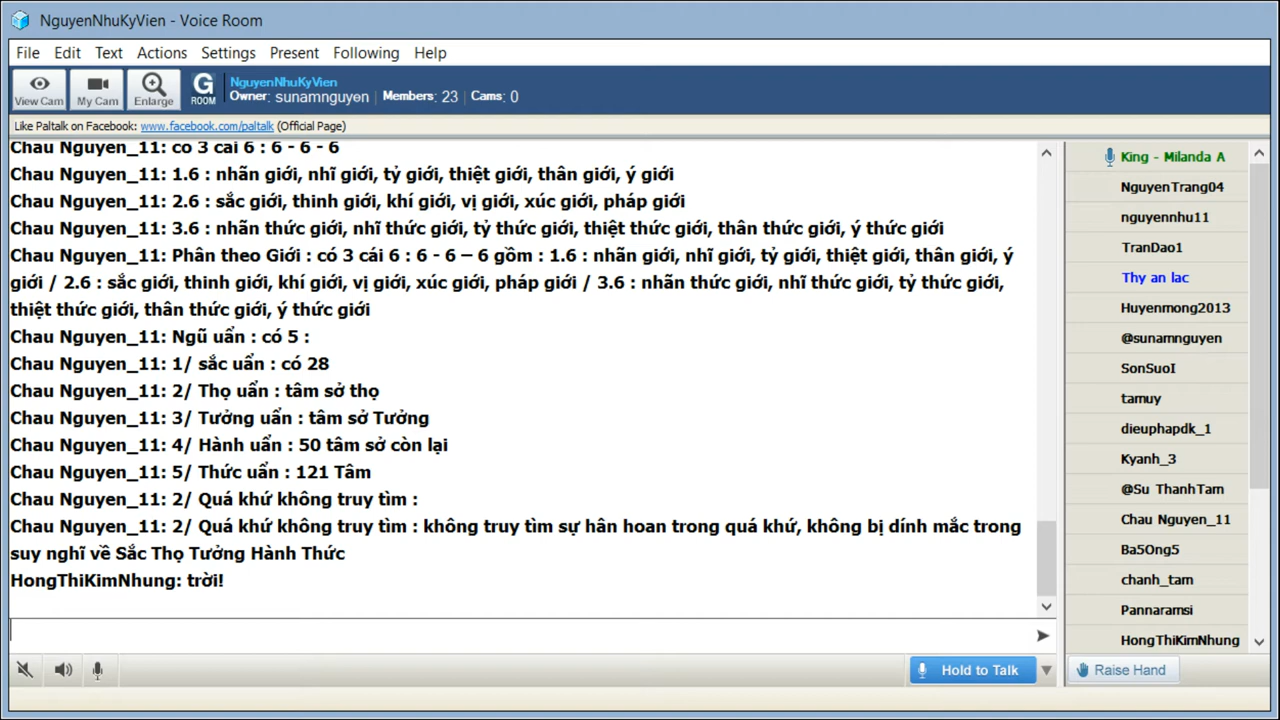 NguyenNhuKyVien - Voice Room
File Edit Text Actions Settings Present Following Help
View Cam My Cam Enlarge G ROOM
NguyenNhuKyVien
Owner: sunamnguyen | Members: 23 | Cams: 0
Like Paltalk on Facebook: www.facebook.com/paltalk (Official Page)
Chau Nguyen_11: có 3 cái 6 : 6 - 6 - 6
Chau Nguyen_11: 1.6 : nhãn giới, nhĩ giới, tỷ giới, thiệt giới, thân giới, ý giới
Chau Nguyen_11: 2.6 : sắc giới, thinh giới, khí giới, vị giới, xúc giới, pháp giới
Chau Nguyen_11: 3.6 : nhãn thức giới, nhĩ thức giới, tỷ thức giới, thiệt thức giới, thân thức giới, ý thức giới
Chau Nguyen_11: Phân theo Giới : có 3 cái 6 : 6 - 6 – 6 gồm : 1.6 : nhãn giới, nhĩ giới, tỷ giới, thiệt giới, thân giới, ý
giới / 2.6 : sắc giới, thinh giới, khí giới, vị giới, xúc giới, pháp giới / 3.6 : nhãn thức giới, nhĩ thức giới, tỷ thức giới,
thiệt thức giới, thân thức giới, ý thức giới
Chau Nguyen_11: Ngũ uẩn : có 5 :
Chau Nguyen_11: 1/ sắc uẩn : có 28
Chau Nguyen_11: 2/ Thọ uẩn : tâm sở thọ
Chau Nguyen_11: 3/ Tưởng uẩn : tâm sở Tưởng
Chau Nguyen_11: 4/ Hành uẩn : 50 tâm sở còn lại
Chau Nguyen_11: 5/ Thức uẩn : 121 Tâm
Chau Nguyen_11: 2/ Quá khứ không truy tìm :
Chau Nguyen_11: 2/ Quá khứ không truy tìm : không truy tìm sự hân hoan trong quá khứ, không bị dính mắc trong
suy nghĩ về Sắc Thọ Tưởng Hành Thức
HongThiKimNhung: trời!
King - Milanda A
NguyenTrang04
nguyennhu11
TranDao1
Thy an lac
Huyenmong2013
@sunamnguyen
SonSuoI
tamuy
dieuphapdk_1
Kyanh_3
@Su ThanhTam
Chau Nguyen_11
Ba5Ong5
chanh_tam
Pannaramsi
HongThiKimNhung
Hold to Talk
Raise Hand